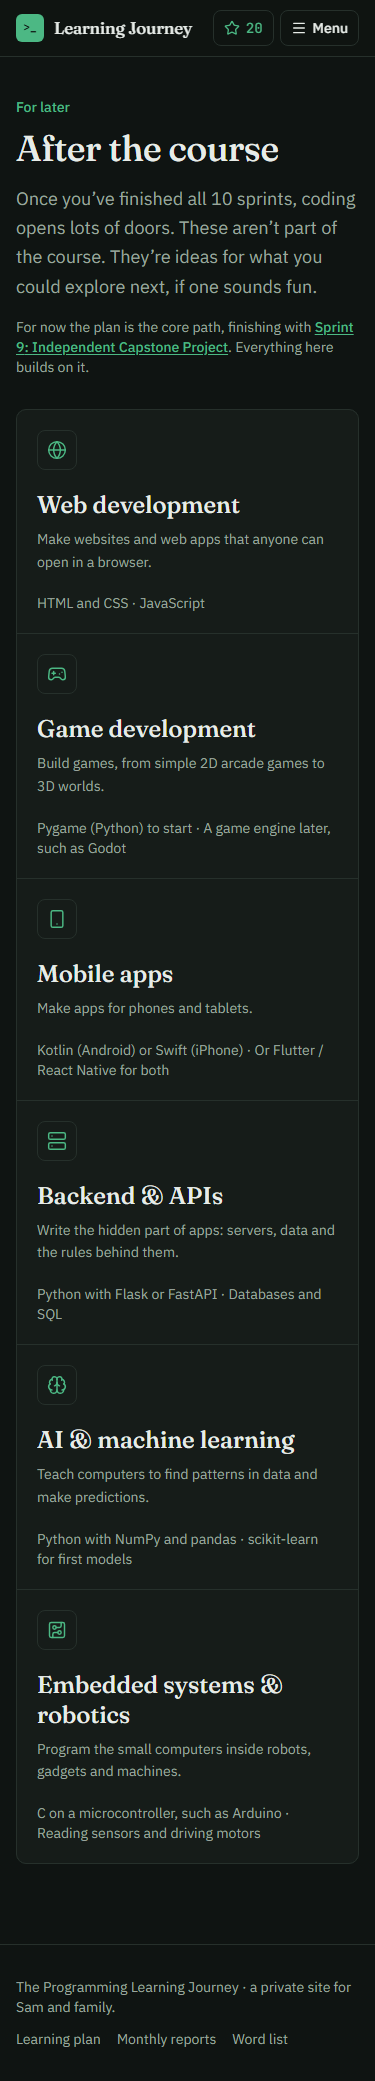 >_ Learning Journey 20 Menu
For later
After the course
Once you’ve finished all 10 sprints, coding
opens lots of doors. These aren’t part of
the course. They’re ideas for what you
could explore next, if one sounds fun.
For now the plan is the core path, finishing with Sprint
9: Independent Capstone Project. Everything here
builds on it.
Web development
Make websites and web apps that anyone can
open in a browser.
HTML and CSS · JavaScript
Game development
Build games, from simple 2D arcade games to
3D worlds.
Pygame (Python) to start · A game engine later,
such as Godot
Mobile apps
Make apps for phones and tablets.
Kotlin (Android) or Swift (iPhone) · Or Flutter /
React Native for both
Backend & APIs
Write the hidden part of apps: servers, data and
the rules behind them.
Python with Flask or FastAPI · Databases and
SQL
AI & machine learning
Teach computers to find patterns in data and
make predictions.
Python with NumPy and pandas · scikit-learn
for first models
Embedded systems &
robotics
Program the small computers inside robots,
gadgets and machines.
C on a microcontroller, such as Arduino ·
Reading sensors and driving motors
The Programming Learning Journey · a private site for
Sam and family.
Learning plan Monthly reports Word list